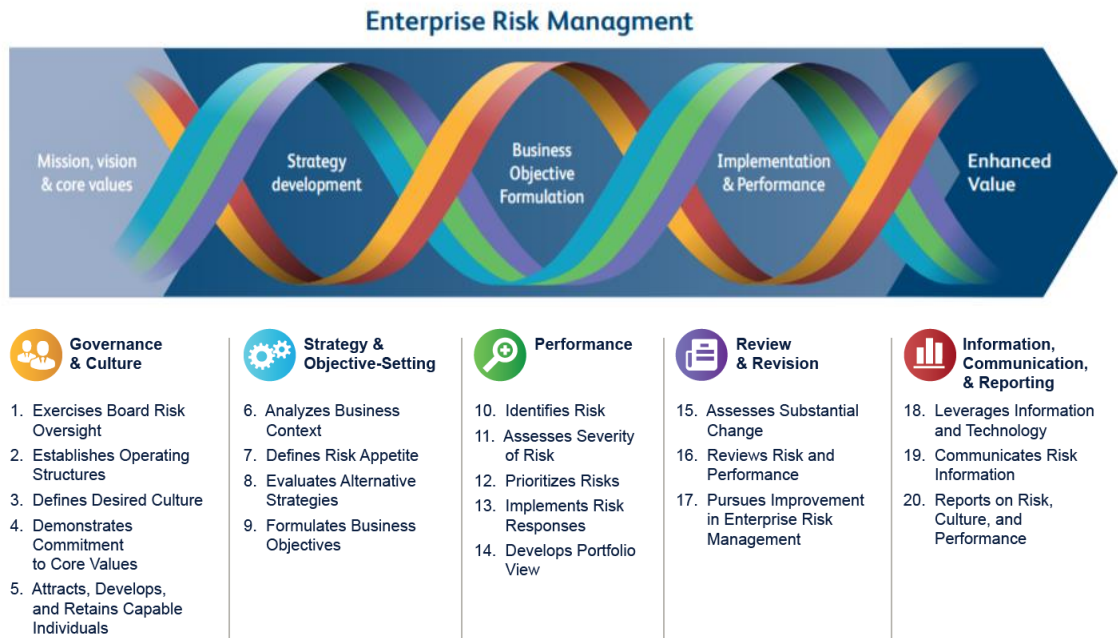 Enterprise Risk Managment
Mission, vision
& core values
Strategy
development
Business
Objective
Formulation
Implementation
& Performance
Enhanced
Value
Governance
& Culture
1. Exercises Board Risk
Oversight
2. Establishes Operating
Structures
3. Defines Desired Culture
4. Demonstrates
Commitment
to Core Values
5. Attracts, Develops,
and Retains Capable
Individuals
Strategy &
Objective-Setting
6. Analyzes Business
Context
7. Defines Risk Appetite
8. Evaluates Alternative
Strategies
9. Formulates Business
Objectives
Performance
10. Identifies Risk
11. Assesses Severity
of Risk
12. Prioritizes Risks
13. Implements Risk
Responses
14. Develops Portfolio
View
Review
& Revision
15. Assesses Substantial
Change
16. Reviews Risk and
Performance
17. Pursues Improvement
in Enterprise Risk
Management
Information,
Communication,
& Reporting
18. Leverages Information
and Technology
19. Communicates Risk
Information
20. Reports on Risk,
Culture, and
Performance